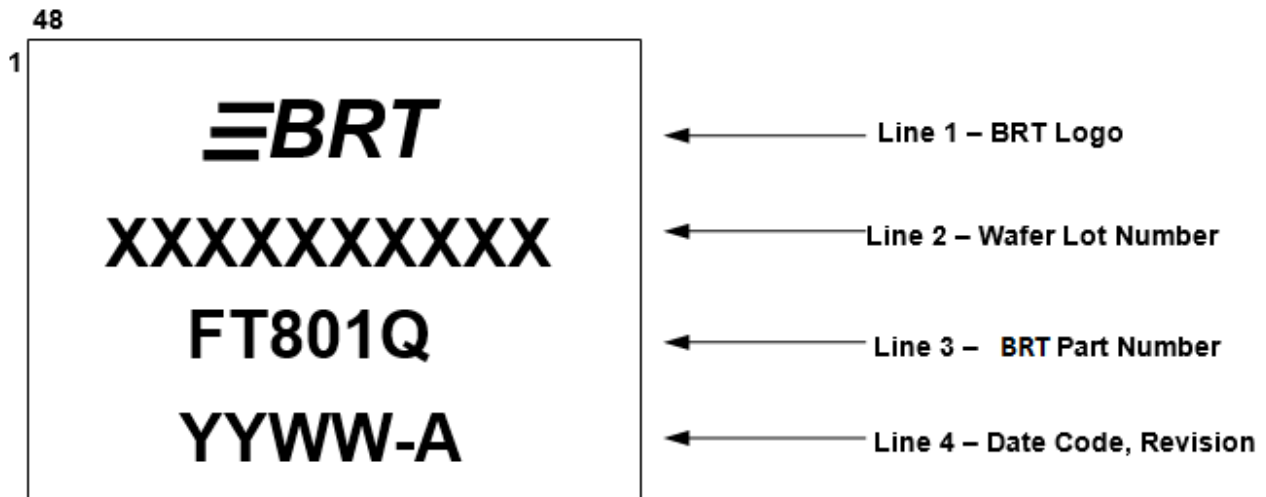 48
1
BRT
Line 1 – BRT Logo
XXXXXXXXXX
Line 2 – Wafer Lot Number
FT801Q
Line 3 – BRT Part Number
YYWW-A
Line 4 – Date Code, Revision